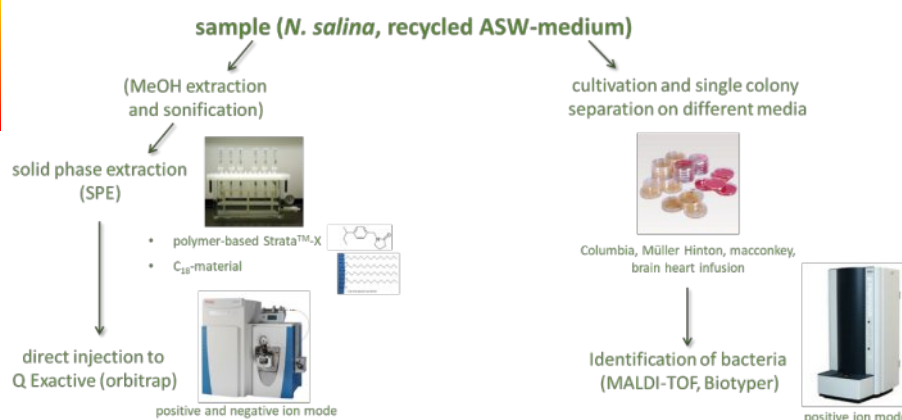 sample (N. salina, recycled ASW-medium)
(MeOH extraction
and sonification)
solid phase extraction
(SPE)
• polymer-based Strata™-X
• C₁₈-material
direct injection to
Q Exactive (orbitrap)
positive and negative ion mode
cultivation and single colony
separation on different media
Columbia, Müller Hinton, macconkey,
brain heart infusion
Identification of bacteria
(MALDI-TOF, Biotyper)
positive ion mode